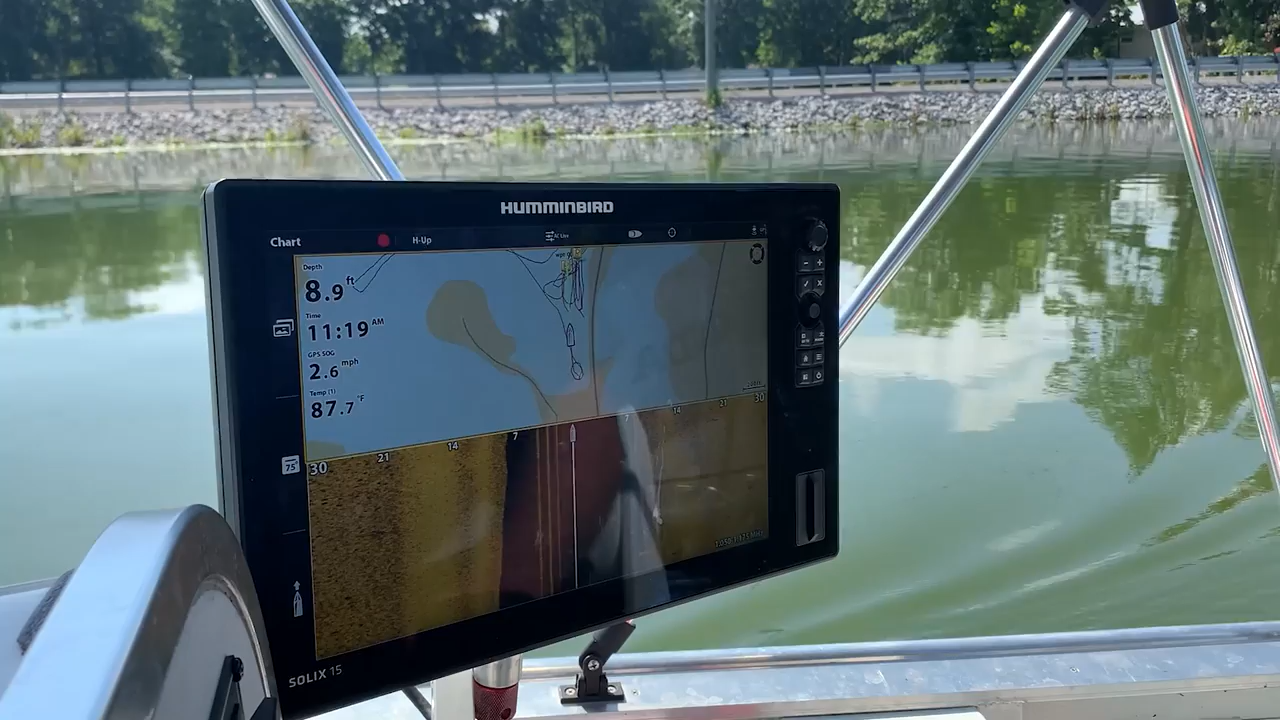 HUMMINBIRD
Chart
H-Up
Depth
8.9 ft
Time
11:19 AM
GPS SOG
2.6 mph
Temp (1)
87.7 °F
30 21 14 7 7 14 21 30
75
SOLIX 15